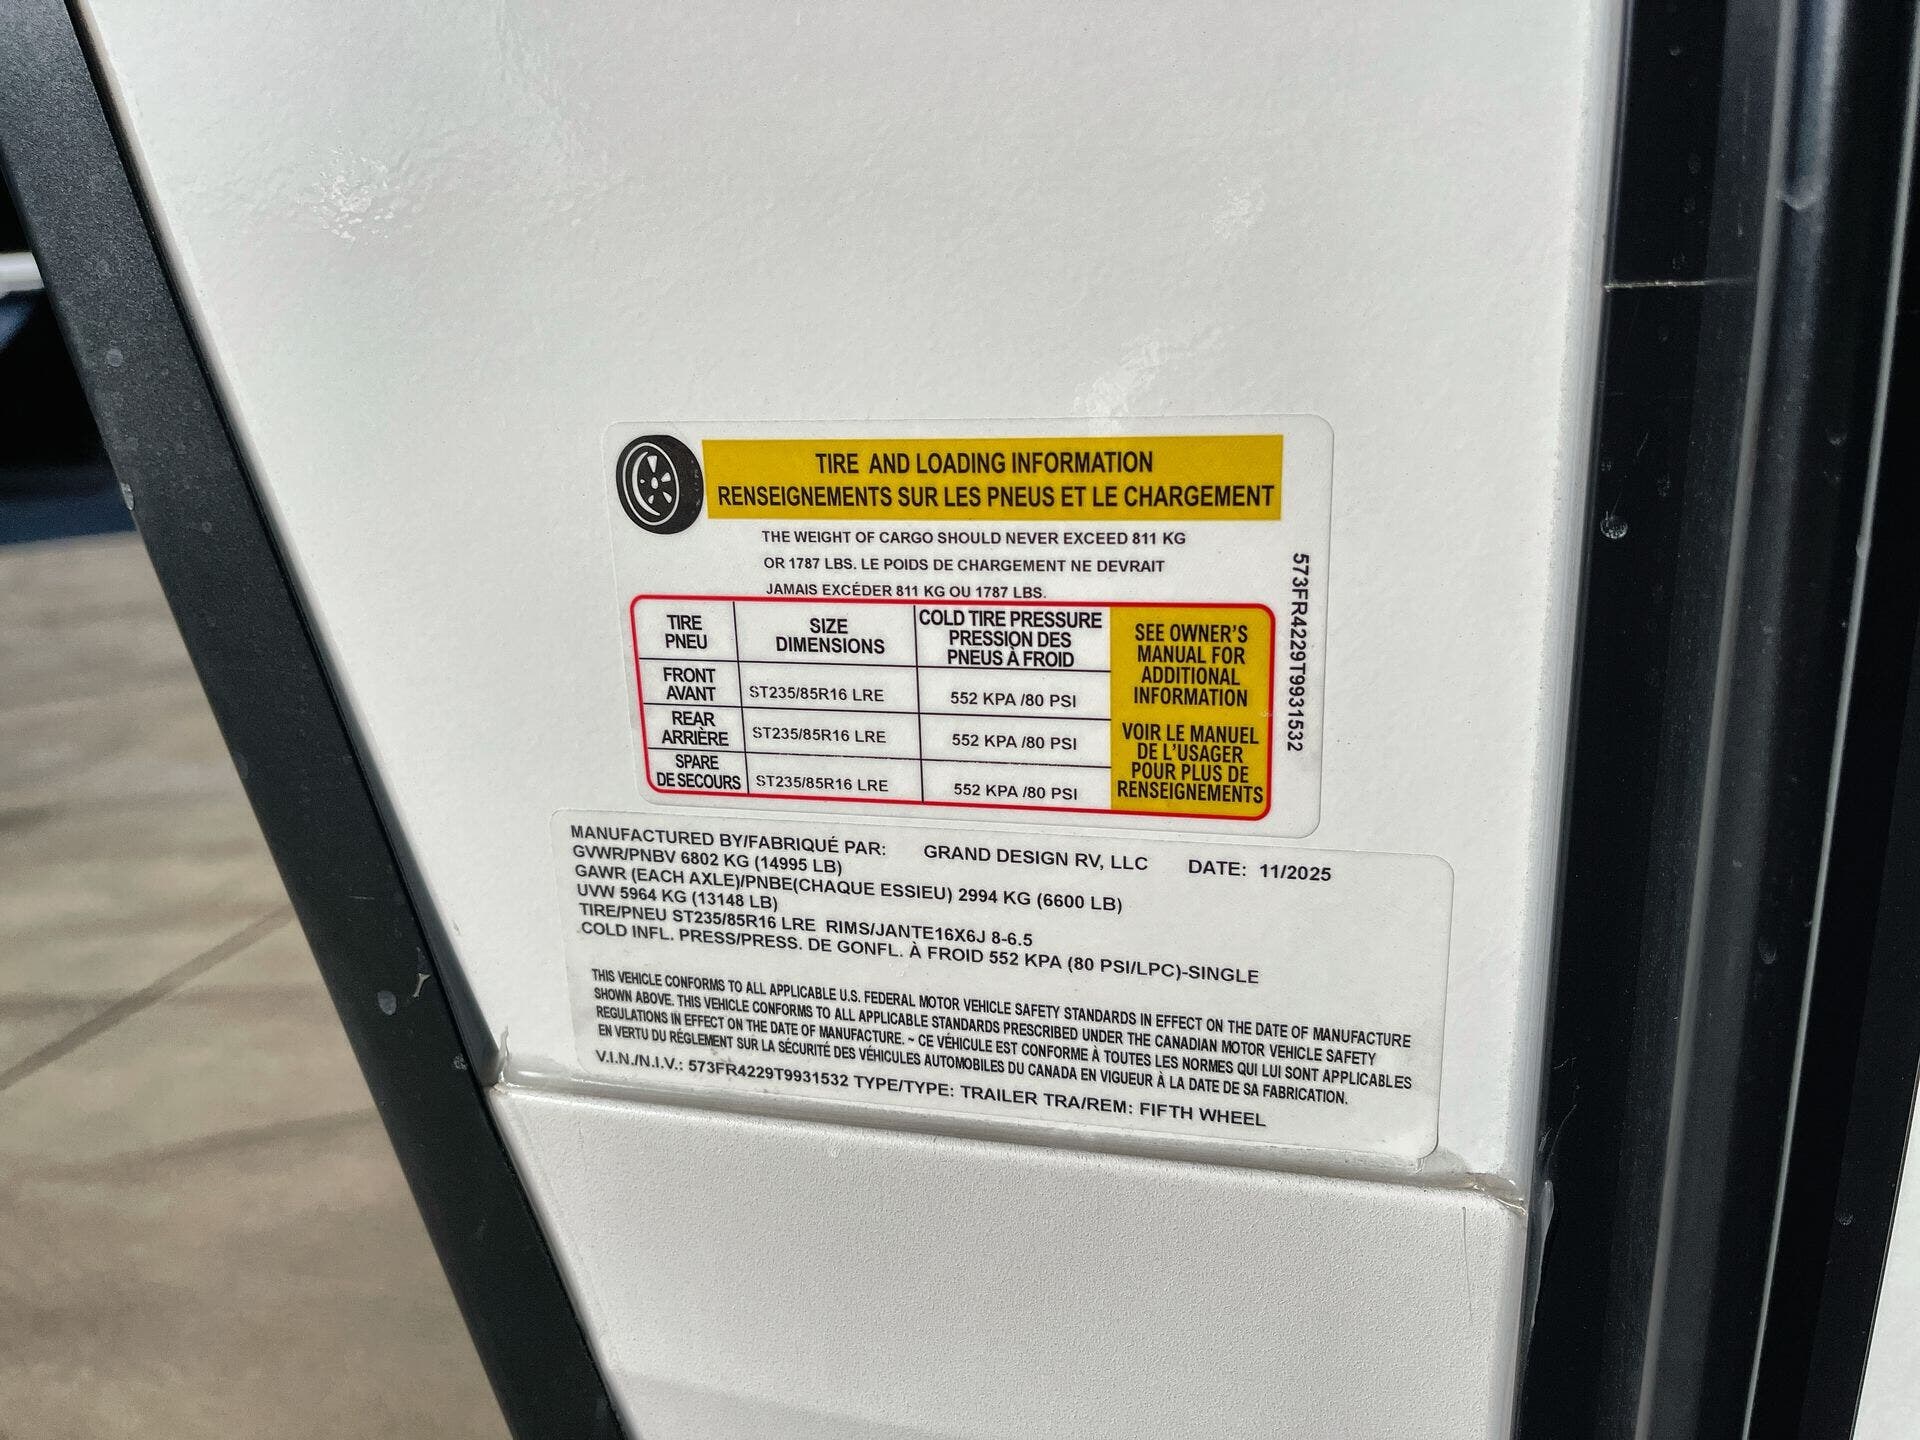 TIRE AND LOADING INFORMATION
RENSEIGNEMENTS SUR LES PNEUS ET LE CHARGEMENT
THE WEIGHT OF CARGO SHOULD NEVER EXCEED 811 KG
OR 1787 LBS. LE POIDS DE CHARGEMENT NE DEVRAIT
JAMAIS EXCÉDER 811 KG OU 1787 LBS.
TIRE
PNEU
SIZE
DIMENSIONS
COLD TIRE PRESSURE
PRESSION DES
PNEUS À FROID
FRONT
AVANT
ST235/85R16 LRE
552 KPA /80 PSI
REAR
ARRIÈRE
ST235/85R16 LRE
552 KPA /80 PSI
SPARE
DE SECOURS
ST235/85R16 LRE
552 KPA /80 PSI
SEE OWNER'S
MANUAL FOR
ADDITIONAL
INFORMATION
VOIR LE MANUEL
DE L'USAGER
POUR PLUS DE
RENSEIGNEMENTS
573FR4229T9931532
MANUFACTURED BY/FABRIQUÉ PAR: GRAND DESIGN RV, LLC DATE: 11/2025
GVWR/PNBV 6802 KG (14995 LB)
GAWR (EACH AXLE)/PNBE(CHAQUE ESSIEU) 2994 KG (6600 LB)
UVW 5964 KG (13148 LB)
TIRE/PNEU ST235/85R16 LRE RIMS/JANTE16X6J 8-6.5
COLD INFL. PRESS/PRESS. DE GONFL. À FROID 552 KPA (80 PSI/LPC)-SINGLE
THIS VEHICLE CONFORMS TO ALL APPLICABLE U.S. FEDERAL MOTOR VEHICLE SAFETY STANDARDS IN EFFECT ON THE DATE OF MANUFACTURE
SHOWN ABOVE. THIS VEHICLE CONFORMS TO ALL APPLICABLE STANDARDS PRESCRIBED UNDER THE CANADIAN MOTOR VEHICLE SAFETY
REGULATIONS IN EFFECT ON THE DATE OF MANUFACTURE. ~ CE VÉHICULE EST CONFORME À TOUTES LES NORMES QUI LUI SONT APPLICABLES
EN VERTU DU RÉGLEMENT SUR LA SÉCURITÉ DES VÉHICULES AUTOMOBILES DU CANADA EN VIGUEUR À LA DATE DE SA FABRICATION.
V.I.N./N.I.V.: 573FR4229T9931532 TYPE/TYPE: TRAILER TRA/REM: FIFTH WHEEL